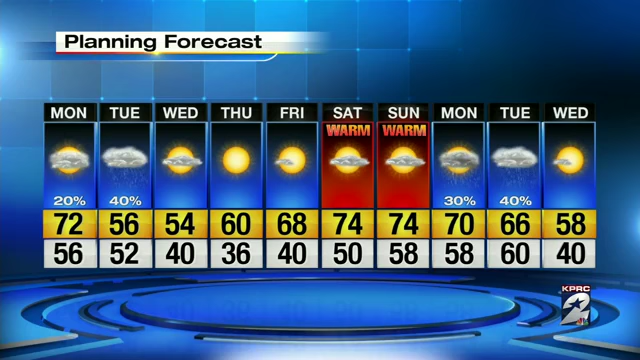 Planning Forecast
MON TUE WED THU FRI SAT SUN MON TUE WED
WARM WARM
20% 40% 30% 40%
72 56 54 60 68 74 74 70 66 58
56 52 40 36 40 50 58 58 60 40
KPRC
2